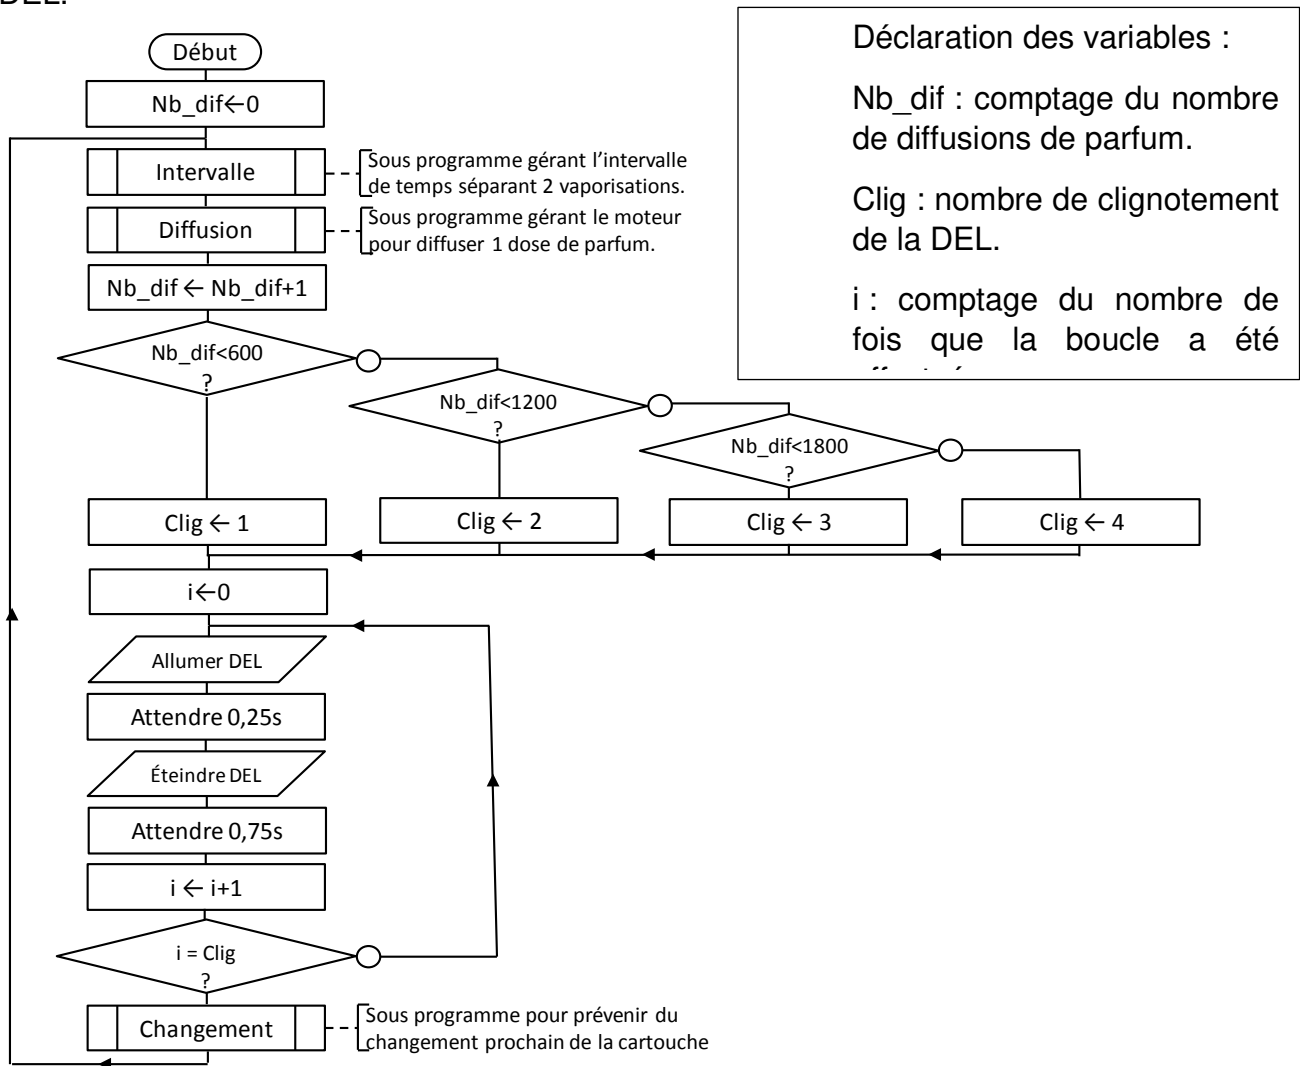 DEL.
Début
Nb_dif←0
Intervalle
Sous programme gérant l'intervalle
de temps séparant 2 vaporisations.
Diffusion
Sous programme gérant le moteur
pour diffuser 1 dose de parfum.
Nb_dif ← Nb_dif+1
Nb_dif<600
?
Nb_dif<1200
?
Nb_dif<1800
?
Clig ← 1
Clig ← 2
Clig ← 3
Clig ← 4
i←0
Allumer DEL
Attendre 0,25s
Éteindre DEL
Attendre 0,75s
i ← i+1
i = Clig
?
Changement
Sous programme pour prévenir du
changement prochain de la cartouche
Déclaration des variables :
Nb_dif : comptage du nombre
de diffusions de parfum.
Clig : nombre de clignotement
de la DEL.
i : comptage du nombre de
fois que la boucle a été